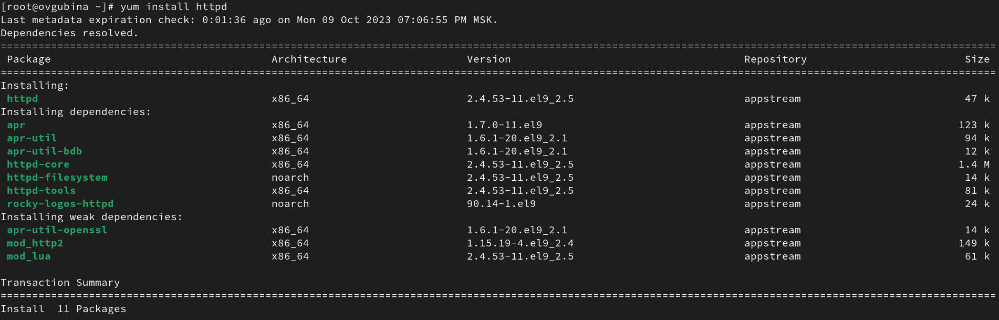 [root@ovgubina ~]# yum install httpd
Last metadata expiration check: 0:01:36 ago on Mon 09 Oct 2023 07:06:55 PM MSK.
Dependencies resolved.
================================================================================
Package Architecture Version Repository Size
================================================================================
Installing:
httpd x86_64 2.4.53-11.el9_2.5 appstream 47 k
Installing dependencies:
apr x86_64 1.7.0-11.el9 appstream 123 k
apr-util x86_64 1.6.1-20.el9_2.1 appstream 94 k
apr-util-bdb x86_64 1.6.1-20.el9_2.1 appstream 12 k
httpd-core x86_64 2.4.53-11.el9_2.5 appstream 1.4 M
httpd-filesystem noarch 2.4.53-11.el9_2.5 appstream 14 k
httpd-tools x86_64 2.4.53-11.el9_2.5 appstream 81 k
rocky-logos-httpd noarch 90.14-1.el9 appstream 24 k
Installing weak dependencies:
apr-util-openssl x86_64 1.6.1-20.el9_2.1 appstream 14 k
mod_http2 x86_64 1.15.19-4.el9_2.4 appstream 149 k
mod_lua x86_64 2.4.53-11.el9_2.5 appstream 61 k
Transaction Summary
================================================================================
Install 11 Packages